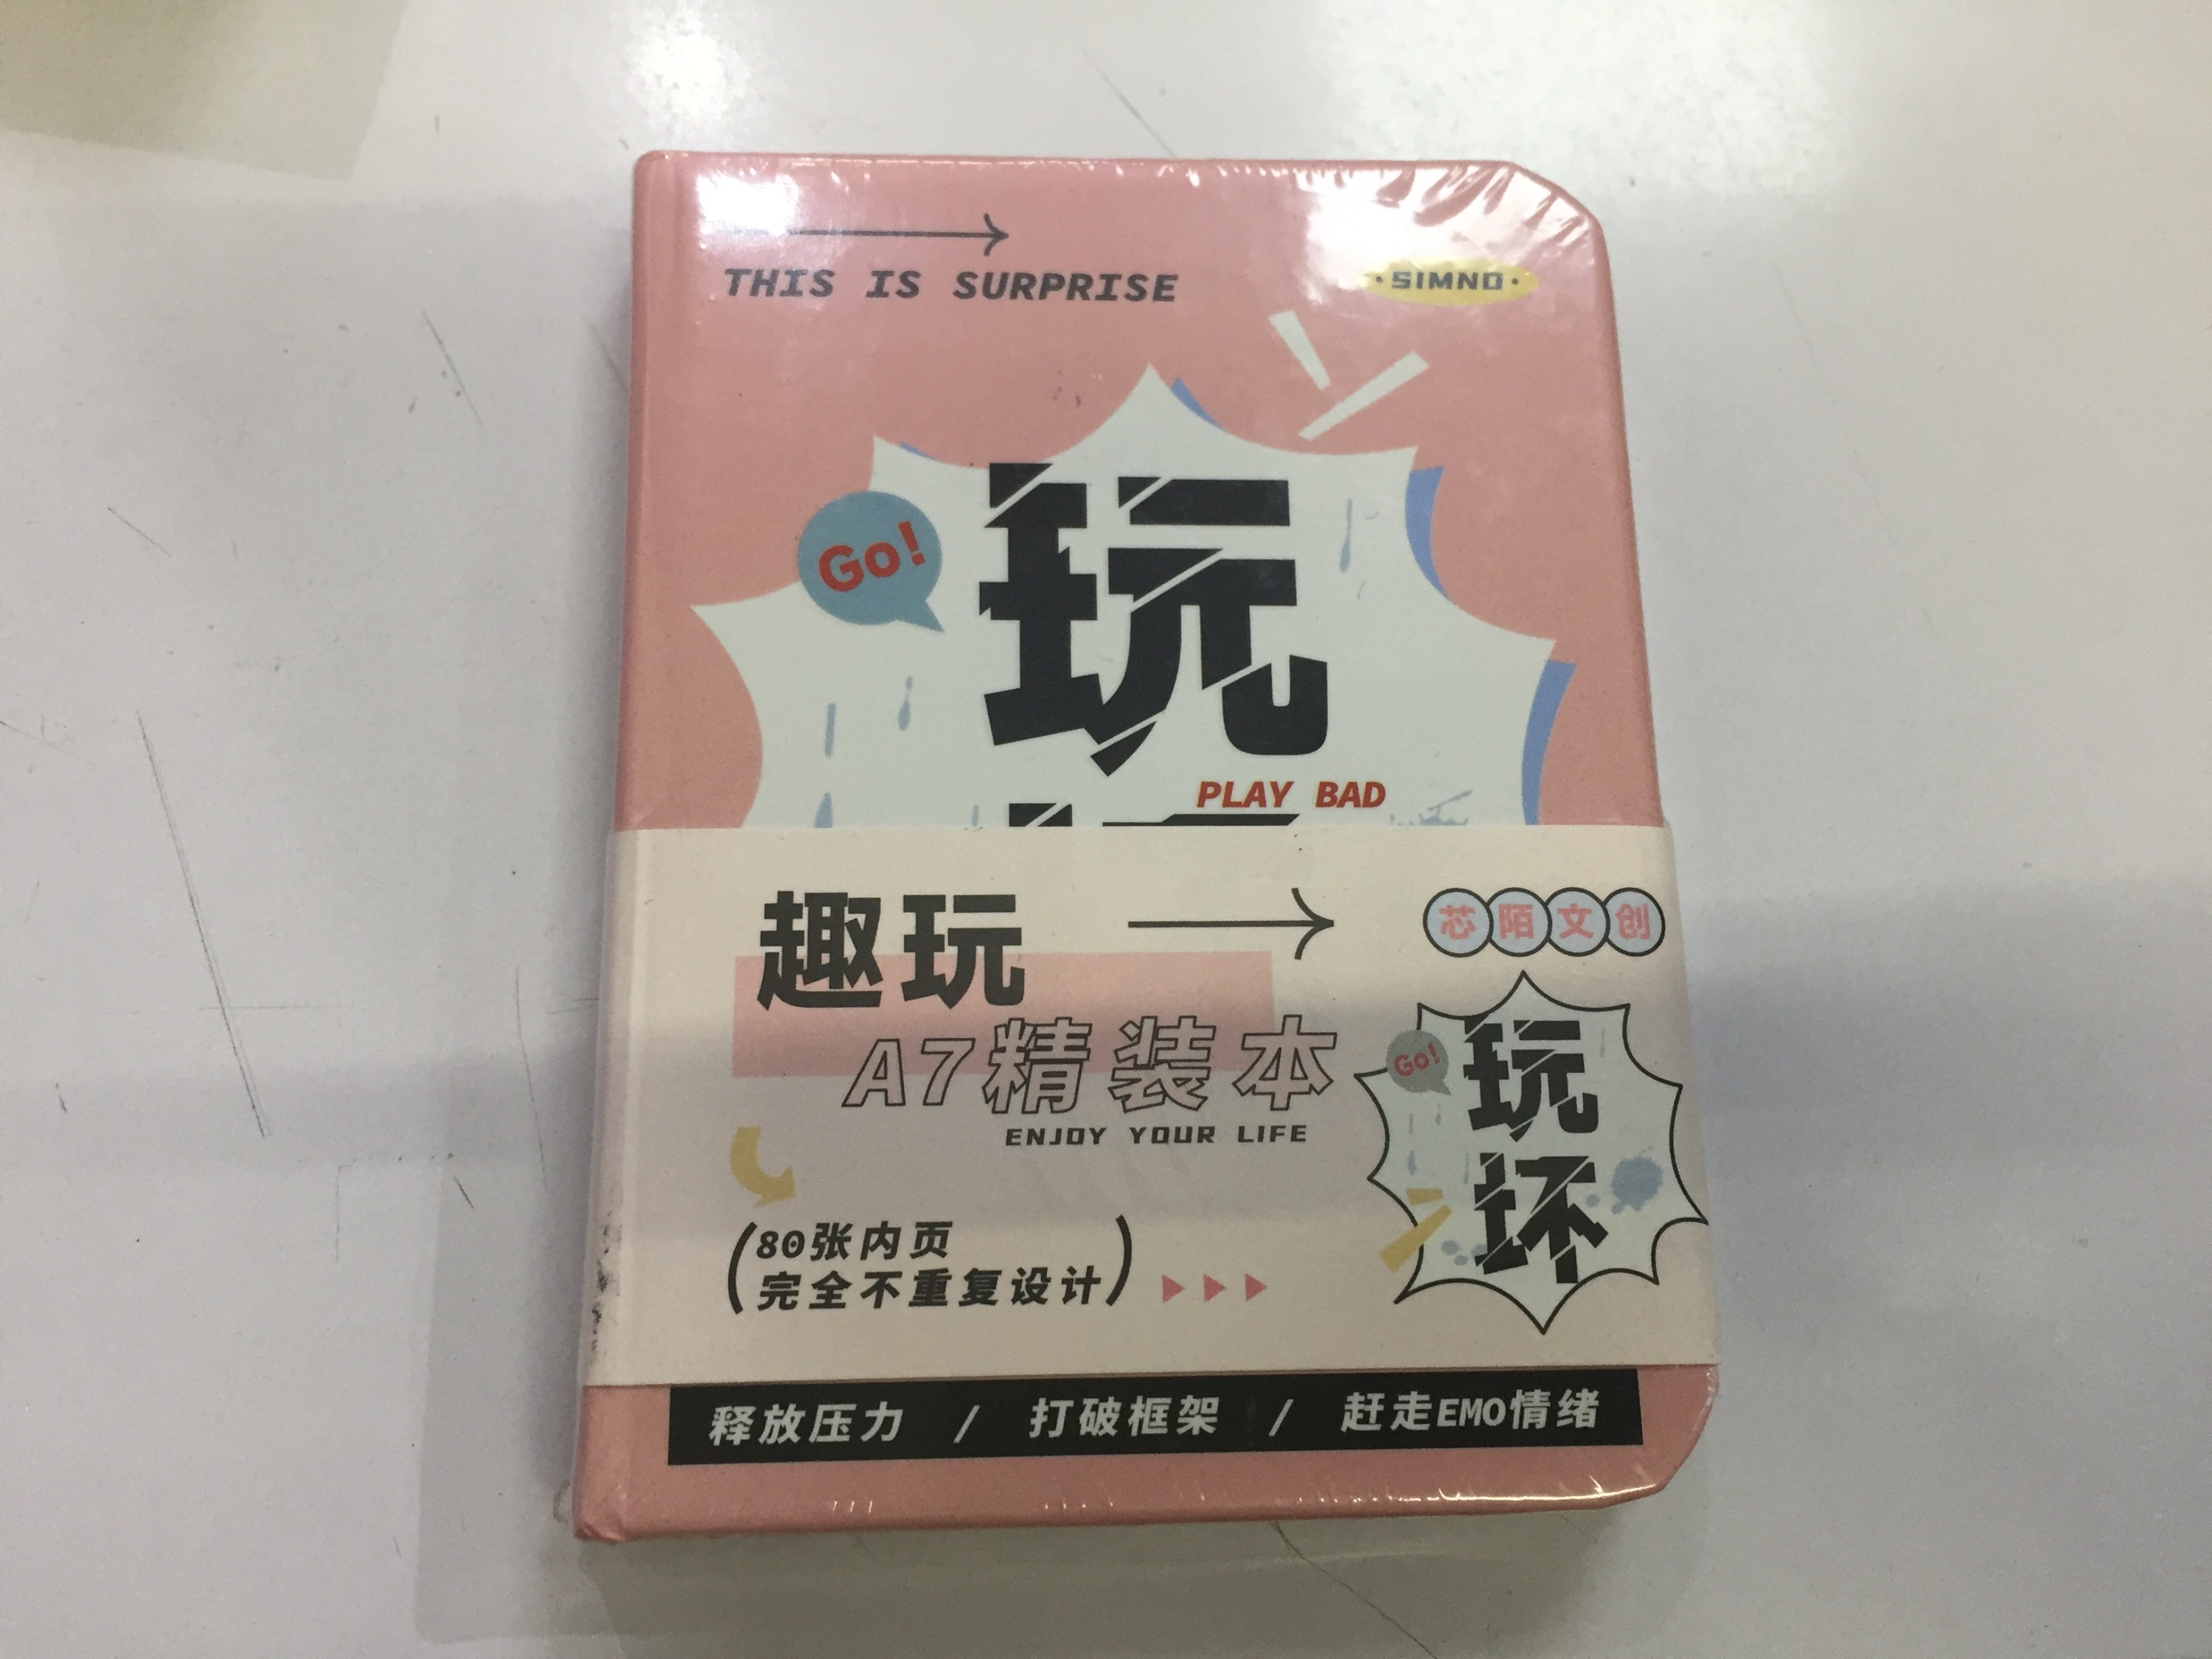 THIS IS SURPRISE
·SIMNO·
Go!
玩
PLAY BAD
趣玩
芯陌文创
A7精装本
ENJOY YOUR LIFE
Go!
玩
坏
(80张内页
完全不重复设计)
释放压力 / 打破框架 / 赶走EMO情绪